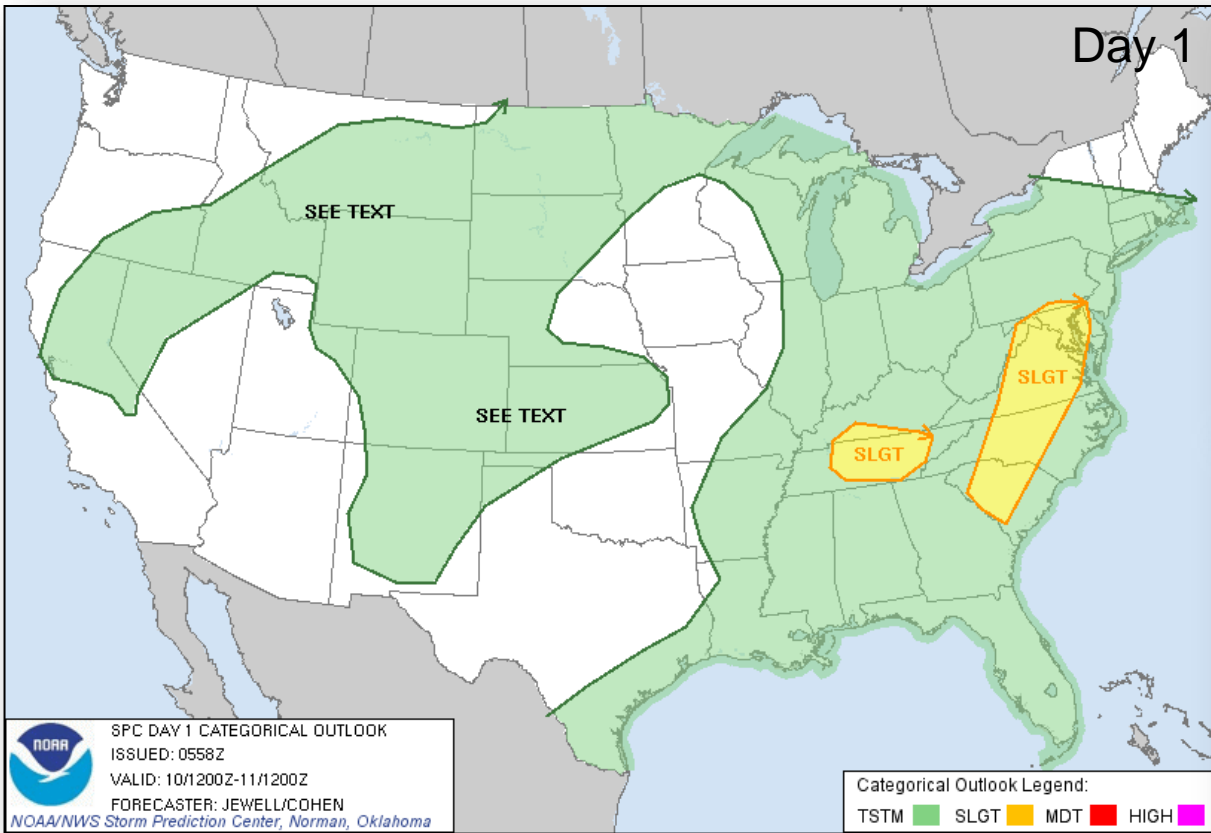 Day 1
SEE TEXT
SLGT
SEE TEXT
SLGT
NOAA
SPC DAY 1 CATEGORICAL OUTLOOK
ISSUED: 0558Z
VALID: 10/1200Z-11/1200Z
FORECASTER: JEWELL/COHEN
NOAA/NWS Storm Prediction Center, Norman, Oklahoma
Categorical Outlook Legend:
TSTM SLGT MDT HIGH